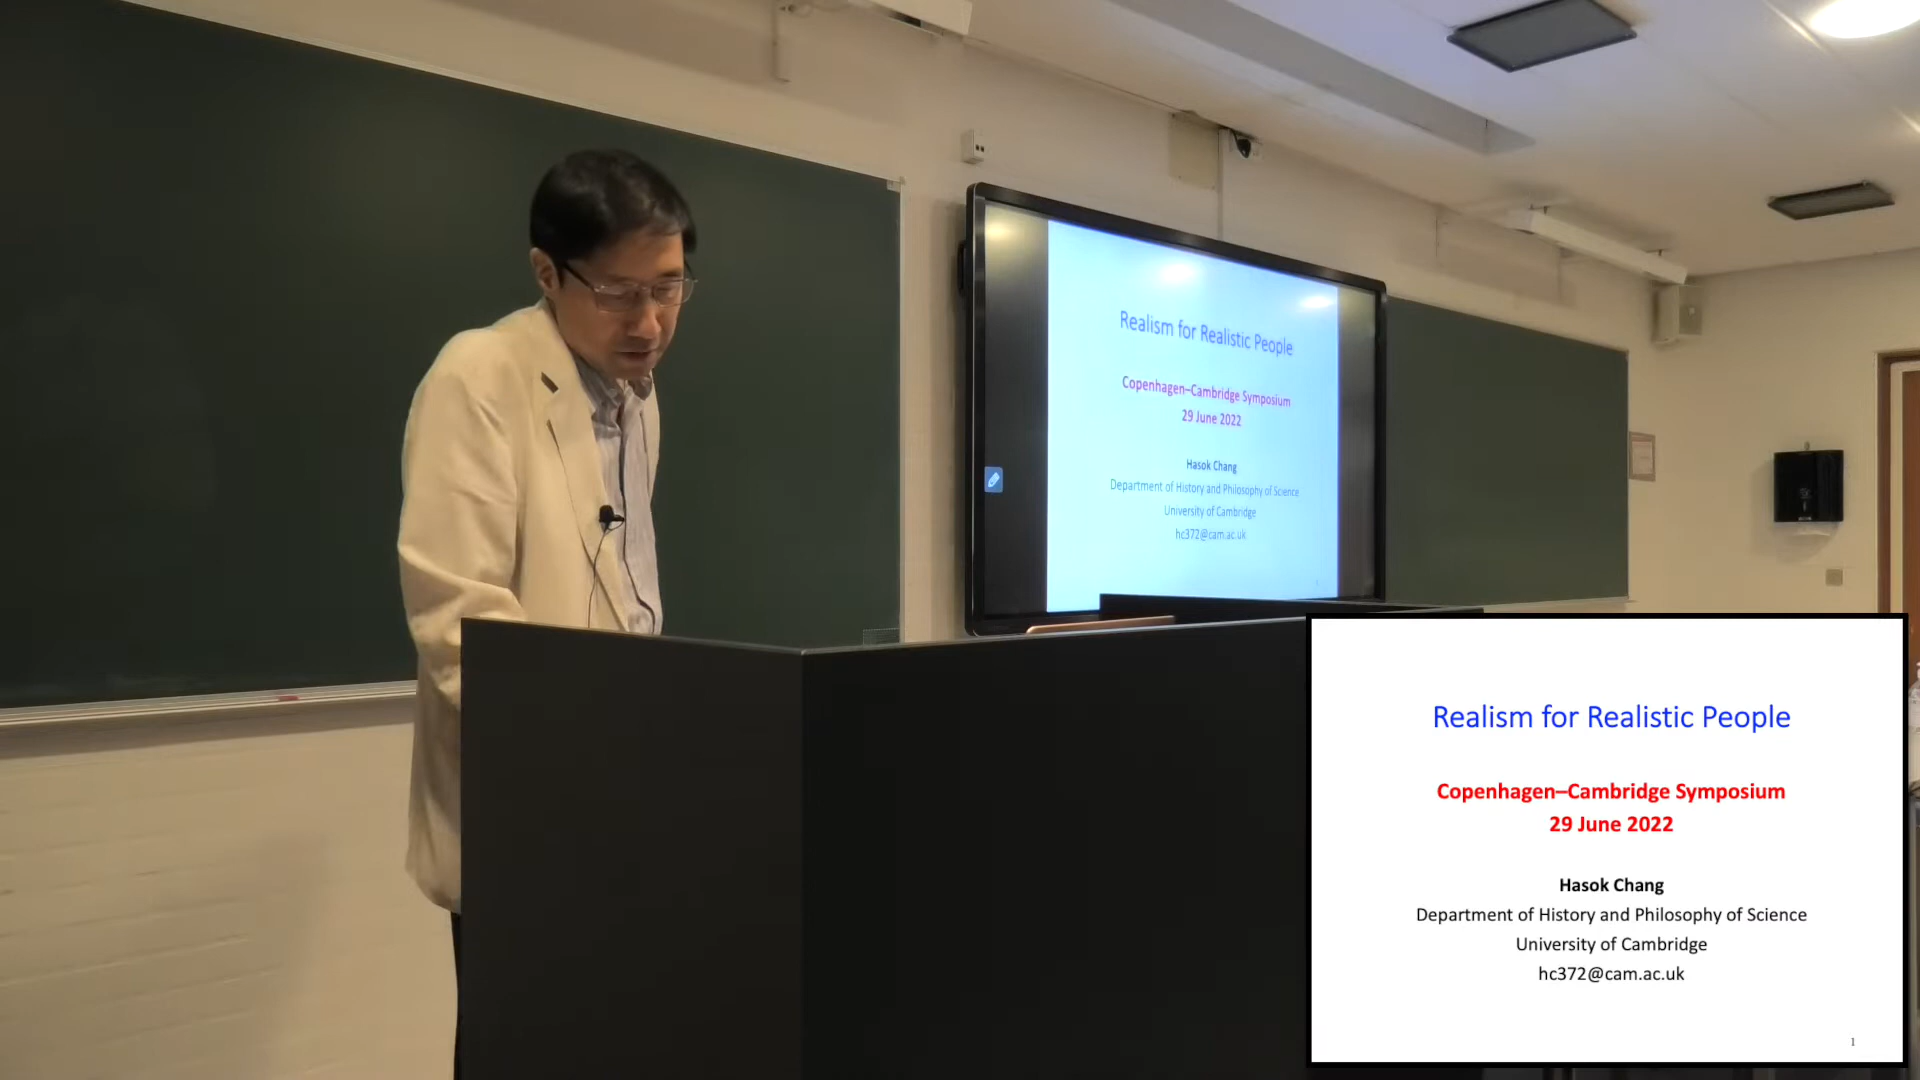 Realism for Realistic People
Copenhagen–Cambridge Symposium
29 June 2022
Hasok Chang
Department of History and Philosophy of Science
University of Cambridge
hc372@cam.ac.uk
Realism for Realistic People
Copenhagen–Cambridge Symposium
29 June 2022
Hasok Chang
Department of History and Philosophy of Science
University of Cambridge
hc372@cam.ac.uk
1